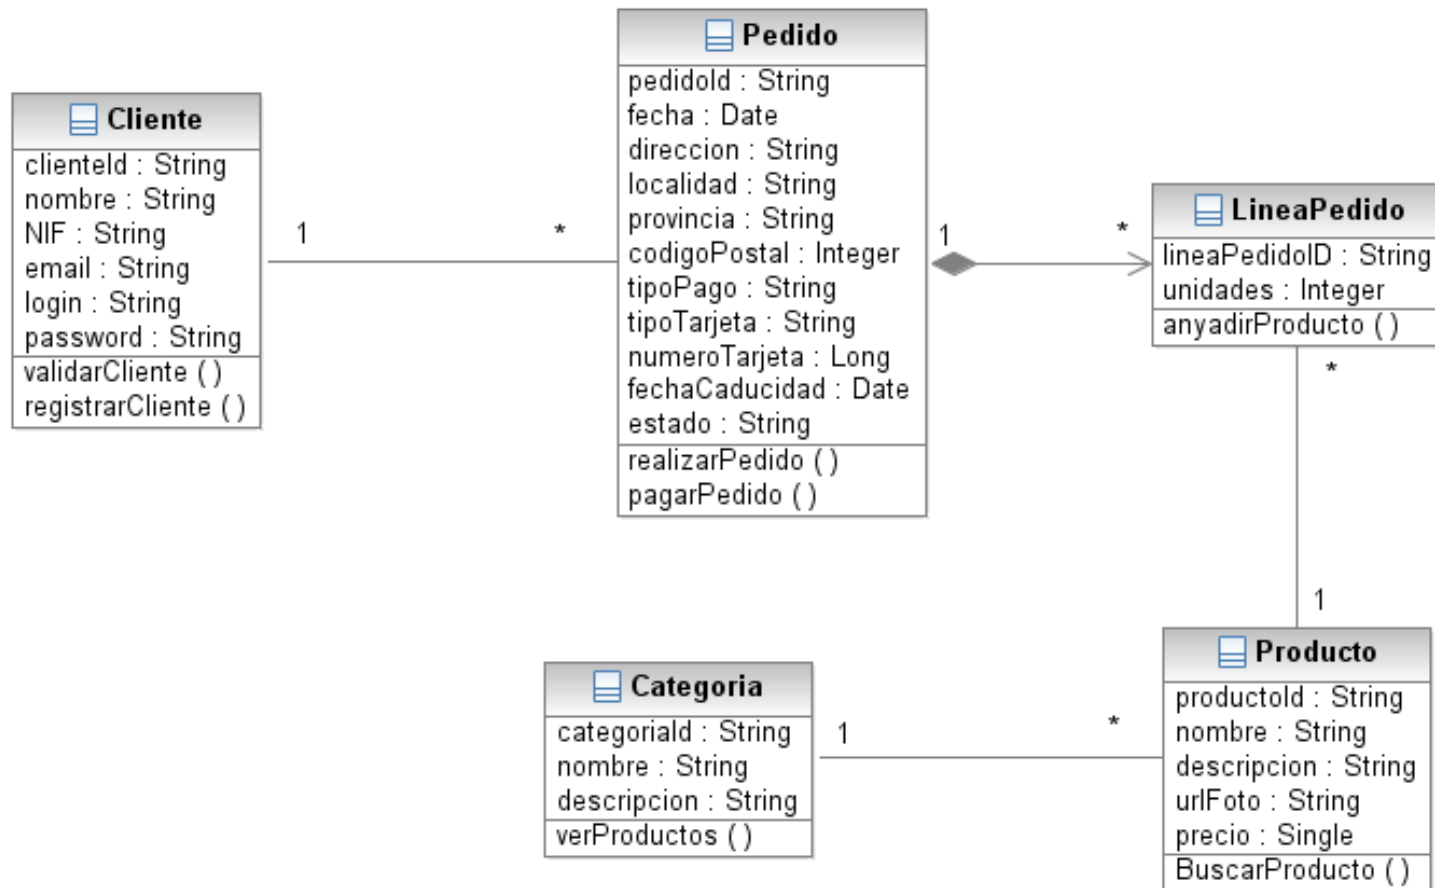 Cliente
clienteId : String
nombre : String
NIF : String
email : String
login : String
password : String
validarCliente ( )
registrarCliente ( )
1
*
Pedido
pedidoId : String
fecha : Date
direccion : String
localidad : String
provincia : String
codigoPostal : Integer
tipoPago : String
tipoTarjeta : String
numeroTarjeta : Long
fechaCaducidad : Date
estado : String
realizarPedido ( )
pagarPedido ( )
1
*
LineaPedido
lineaPedidoID : String
unidades : Integer
anyadirProducto ( )
*
1
Categoria
categoriaId : String
nombre : String
descripcion : String
verProductos ( )
1
*
Producto
productoId : String
nombre : String
descripcion : String
urlFoto : String
precio : Single
BuscarProducto ( )